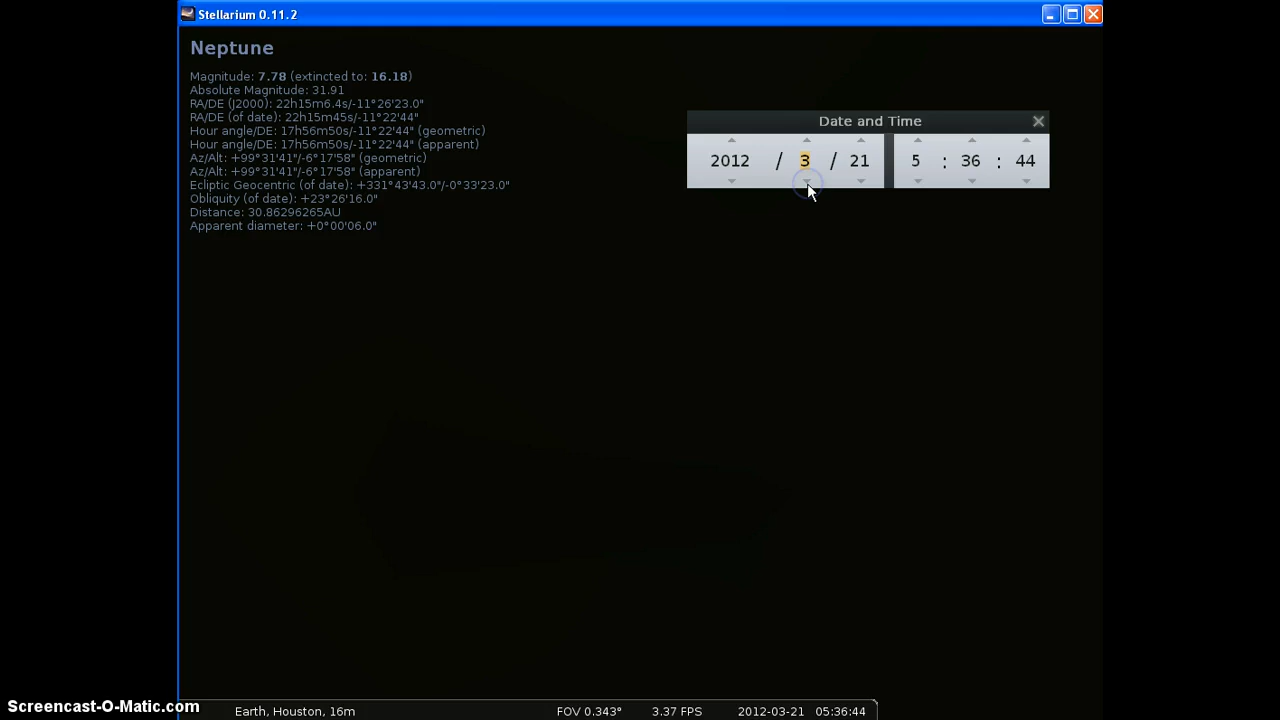 Stellarium 0.11.2
Neptune
Magnitude: 7.78 (extincted to: 16.18)
Absolute Magnitude: 31.91
RA/DE (J2000): 22h15m6.4s/-11°26'23.0"
RA/DE (of date): 22h15m45s/-11°22'44"
Hour angle/DE: 17h56m50s/-11°22'44" (geometric)
Hour angle/DE: 17h56m50s/-11°22'44" (apparent)
Az/Alt: +99°31'41"/-6°17'58" (geometric)
Az/Alt: +99°31'41"/-6°17'58" (apparent)
Ecliptic Geocentric (of date): +331°43'43.0"/-0°33'23.0"
Obliquity (of date): +23°26'16.0"
Distance: 30.86296265AU
Apparent diameter: +0°00'06.0"
Date and Time
2012 / 3 / 21 5 : 36 : 44
Screencast-O-Matic.com
Earth, Houston, 16m FOV 0.343° 3.37 FPS 2012-03-21 05:36:44